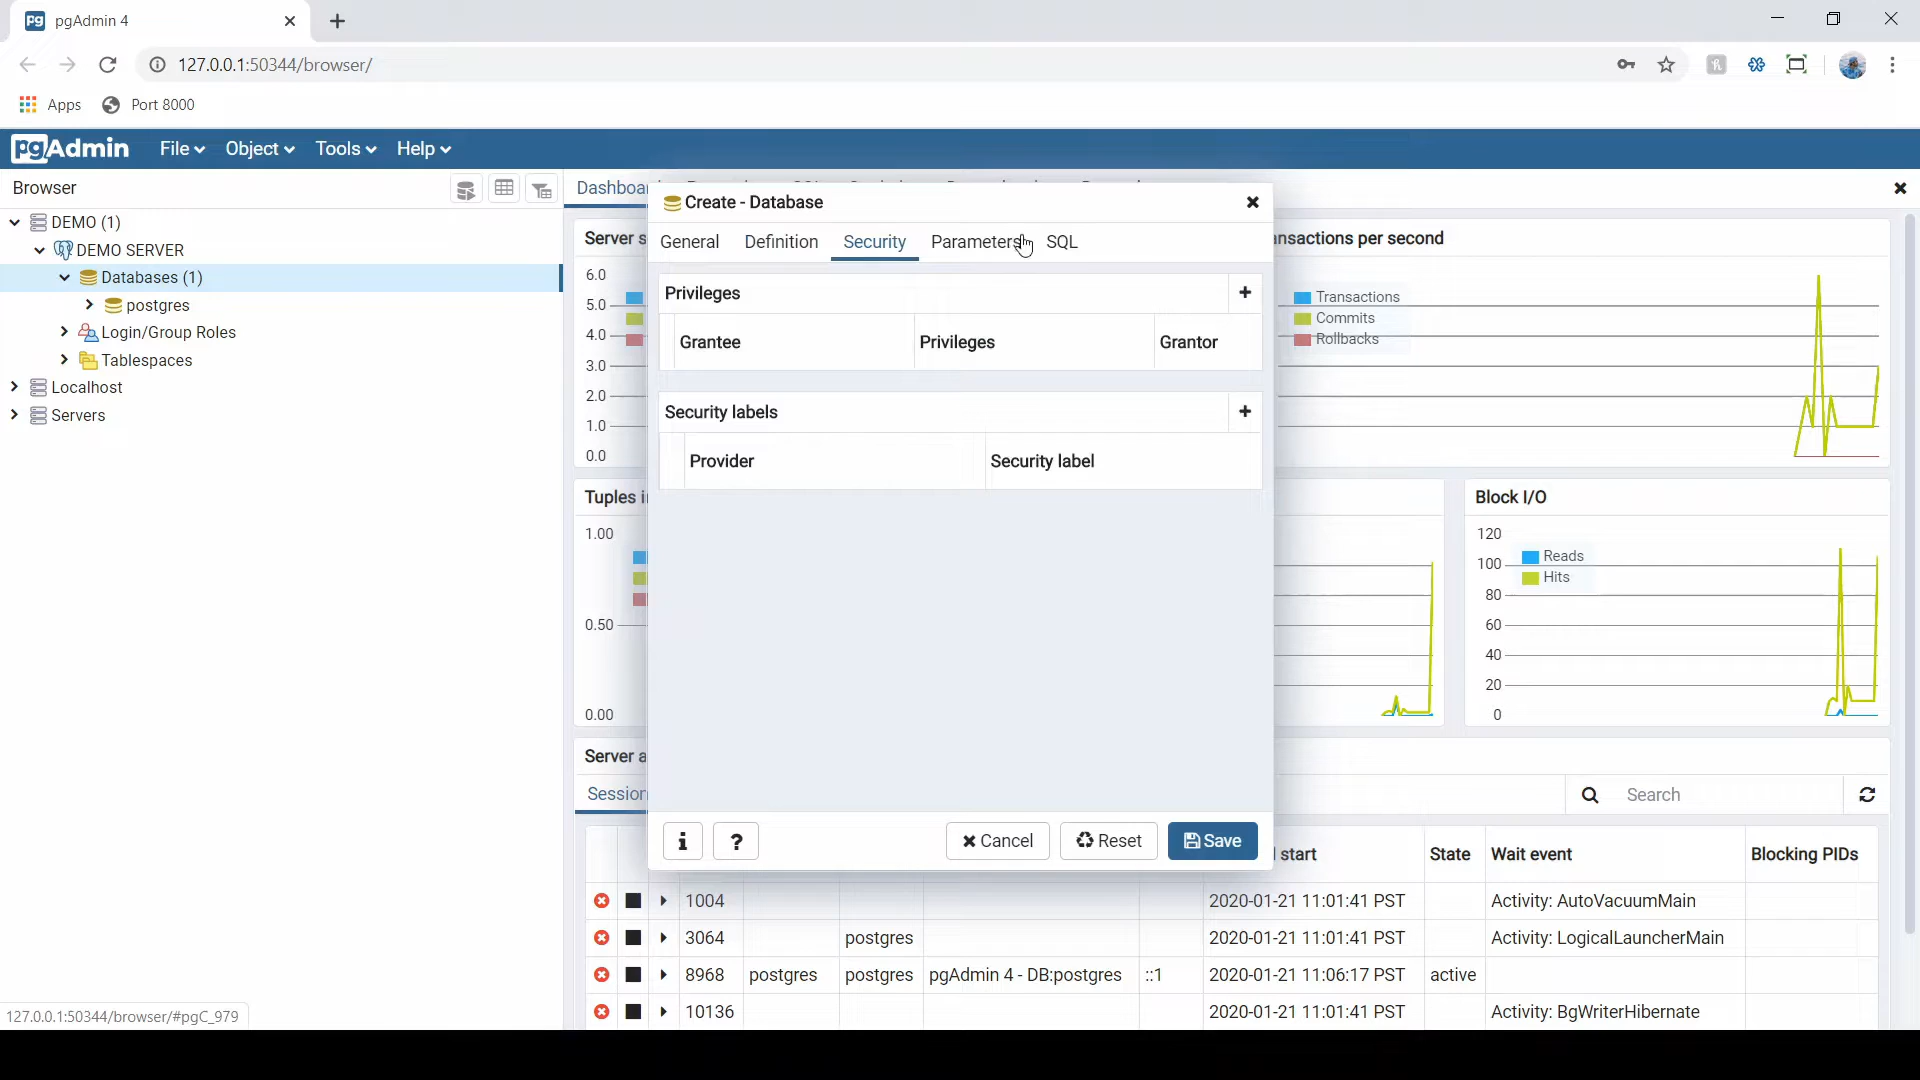 pgAdmin 4
127.0.0.1:50344/browser/
Apps Port 8000
pgAdmin File Object Tools Help
Browser
DEMO (1)
DEMO SERVER
Databases (1)
postgres
Login/Group Roles
Tablespaces
Localhost
Servers
Dashboa
Create - Database
General Definition Security Parameters SQL
Privileges
Grantee Privileges Grantor
Security labels
Provider Security label
i ? Cancel Reset Save
Server s
6.0
5.0
4.0
3.0
2.0
1.0
0.0
nsactions per second
Transactions
Commits
Rollbacks
Tuples i
1.00
0.50
0.00
Block I/O
120
100
80
60
40
20
0
Reads
Hits
Server a
Session
Search
start State Wait event Blocking PIDs
1004 2020-01-21 11:01:41 PST Activity: AutoVacuumMain
3064 postgres 2020-01-21 11:01:41 PST Activity: LogicalLauncherMain
8968 postgres postgres pgAdmin 4 - DB:postgres ::1 2020-01-21 11:06:17 PST active
10136 2020-01-21 11:01:41 PST Activity: BgWriterHibernate
127.0.0.1:50344/browser/#pgC_979